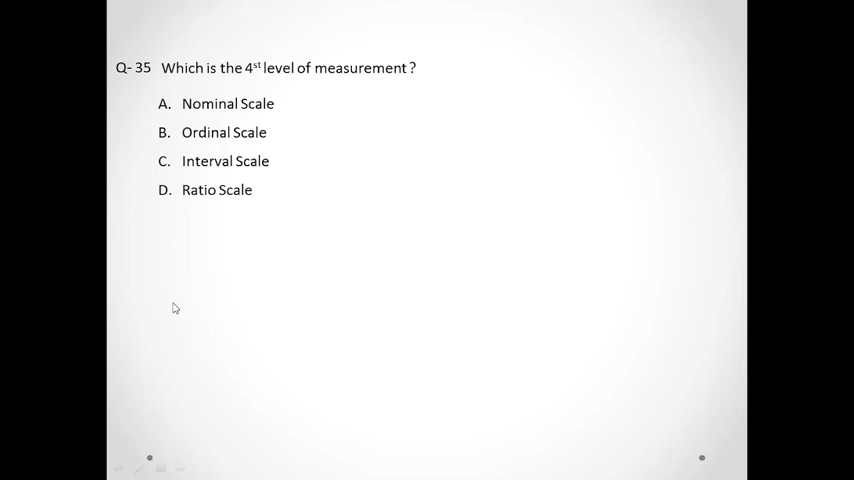 Q- 35 Which is the 4st level of measurement ?
A. Nominal Scale
B. Ordinal Scale
C. Interval Scale
D. Ratio Scale